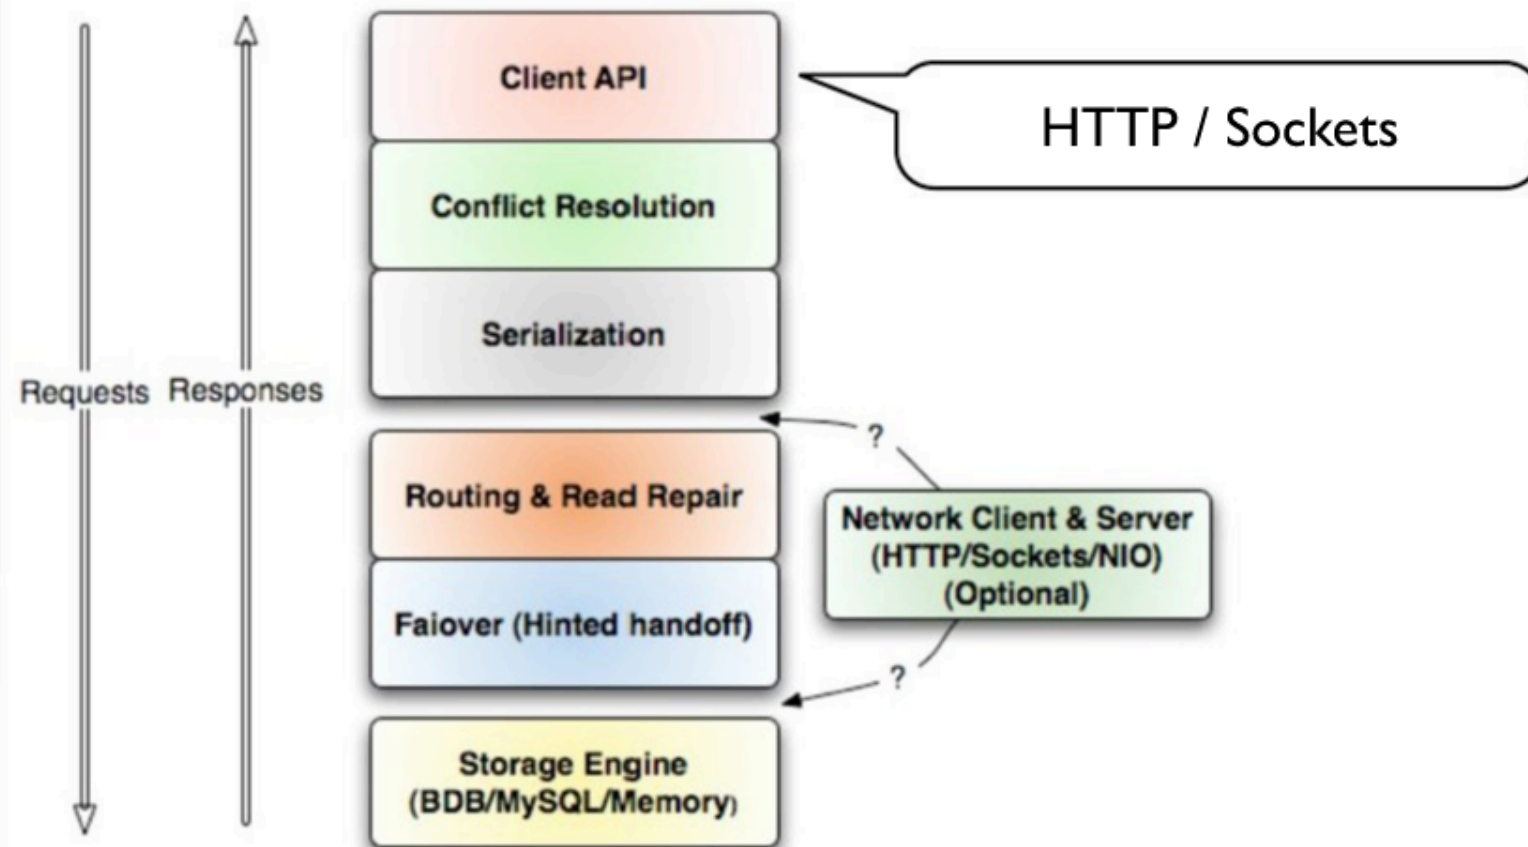 Client API
HTTP / Sockets
Conflict Resolution
Serialization
Requests
Responses
?
Routing & Read Repair
Network Client & Server
(HTTP/Sockets/NIO)
(Optional)
Faiover (Hinted handoff)
?
Storage Engine
(BDB/MySQL/Memory)